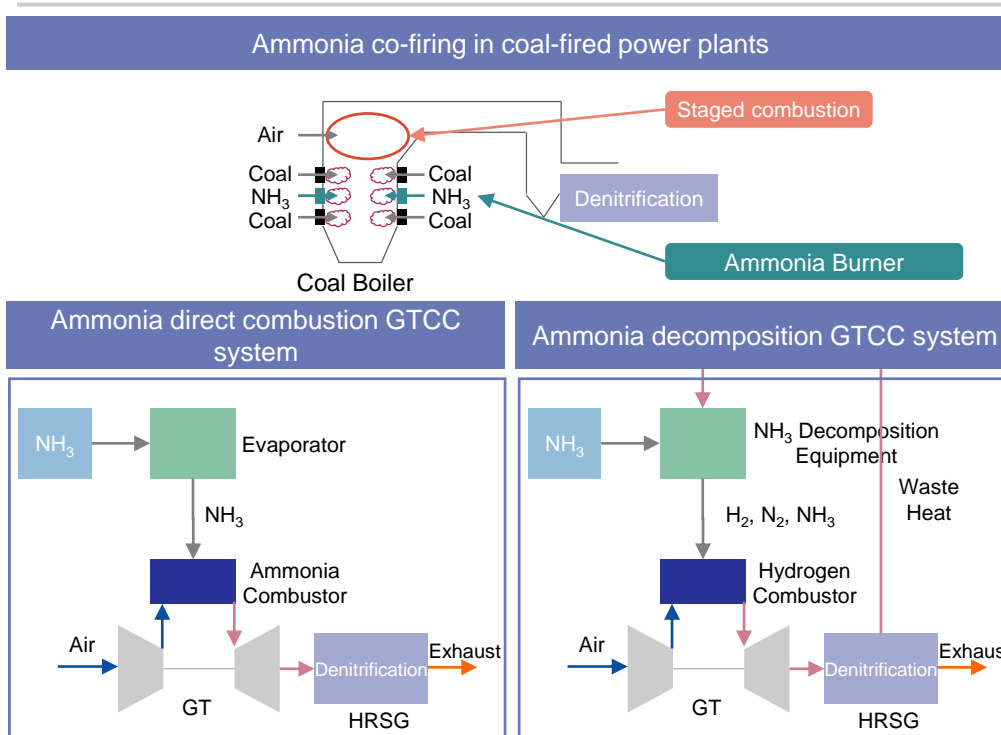 Ammonia co-firing in coal-fired power plants
Staged combustion
Air
Coal
Coal
NH₃
NH₃
Coal
Coal
Denitrification
Ammonia Burner
Coal Boiler
Ammonia direct combustion GTCC
system
NH₃
Evaporator
NH₃
Ammonia
Combustor
Air
GT
Denitrification
Exhaust
HRSG
Ammonia decomposition GTCC system
NH₃
NH₃ Decomposition
Equipment
Waste
Heat
H₂, N₂, NH₃
Hydrogen
Combustor
Air
GT
Denitrification
Exhaust
HRSG